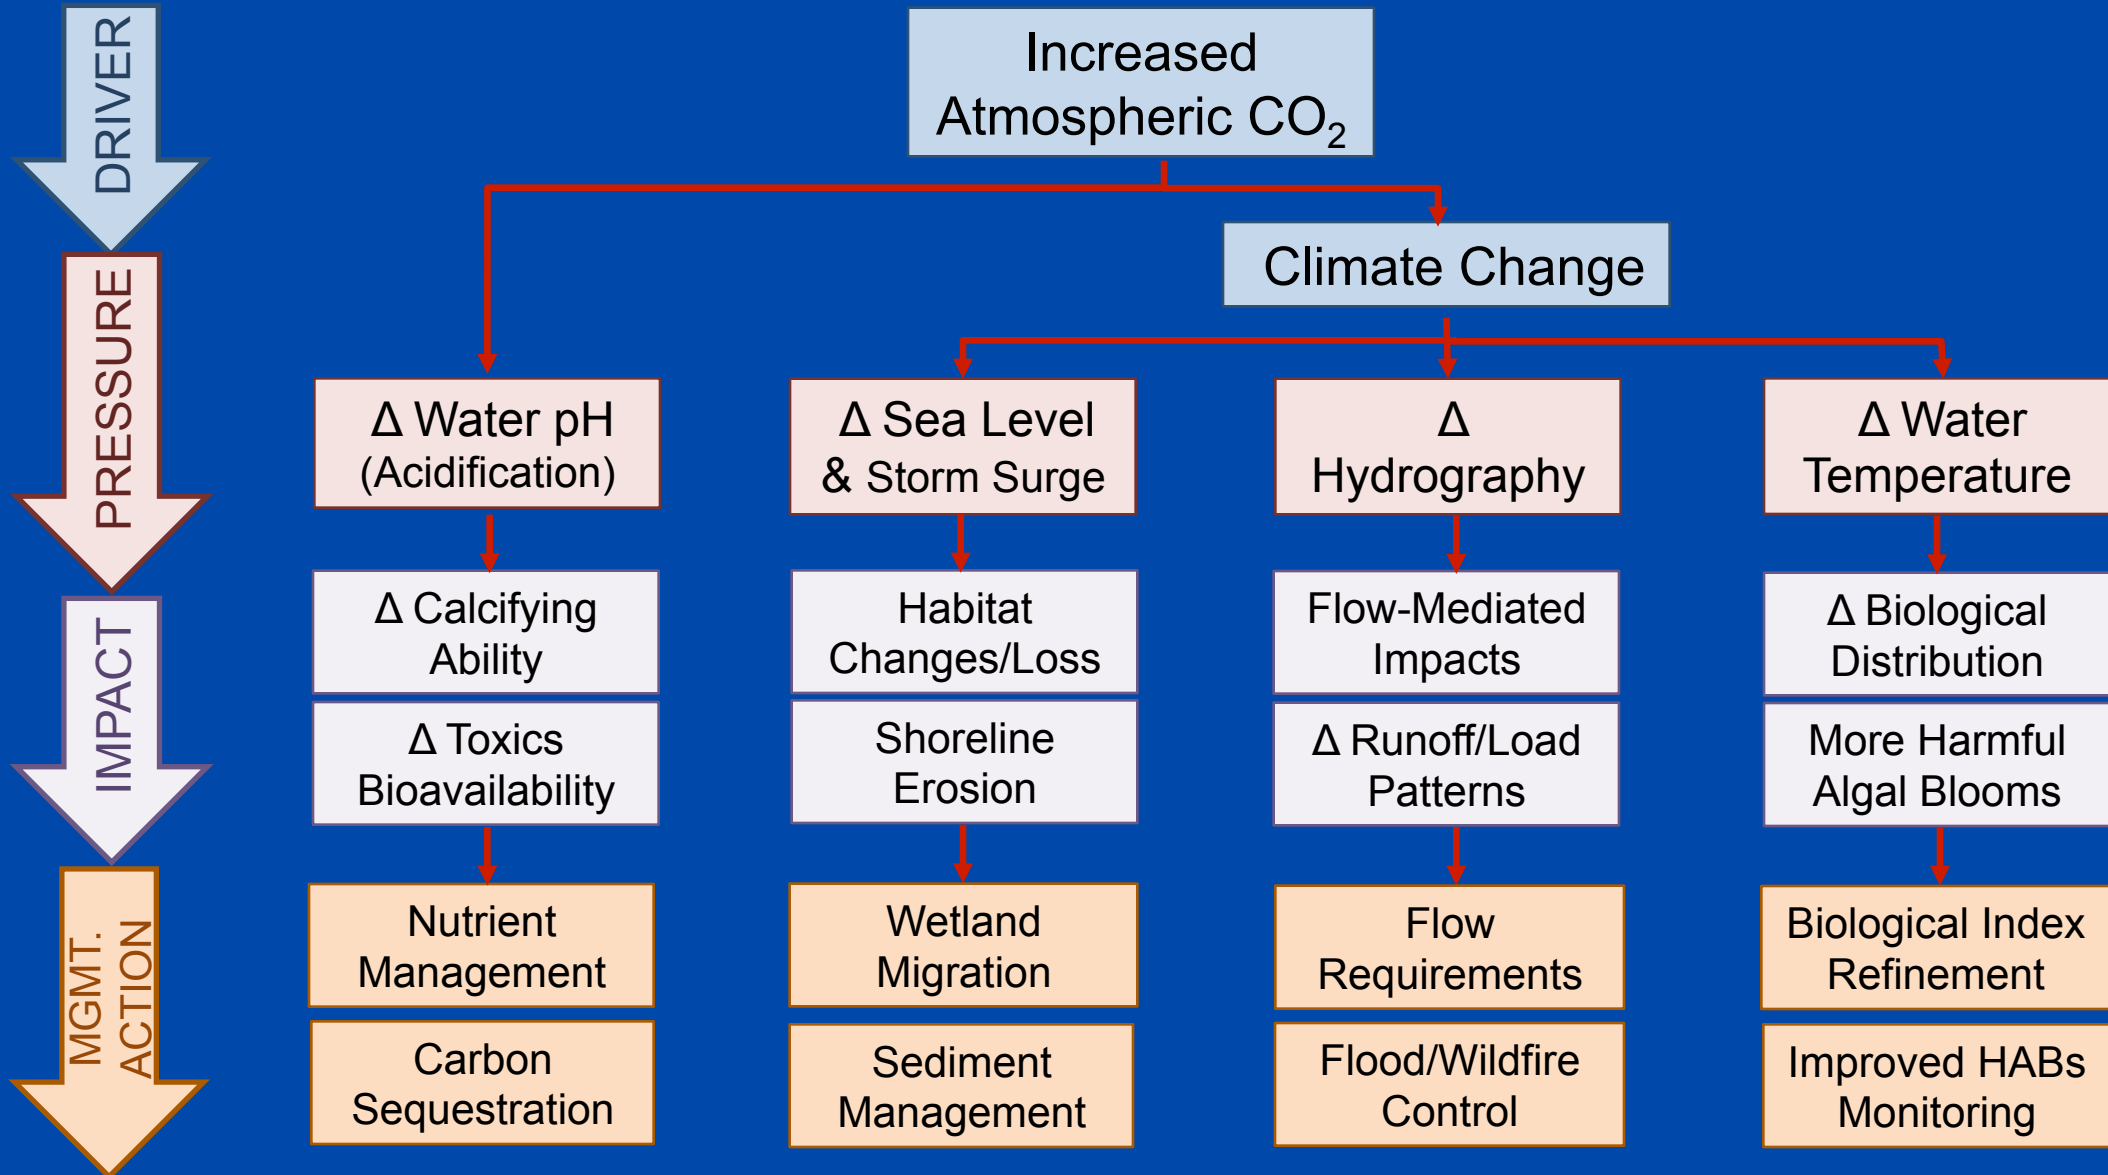 DRIVER
Increased
Atmospheric CO₂
Climate Change
PRESSURE
Δ Water pH
(Acidification)
Δ Sea Level
& Storm Surge
Δ
Hydrography
Δ Water
Temperature
IMPACT
Δ Calcifying
Ability
Habitat
Changes/Loss
Flow-Mediated
Impacts
Δ Biological
Distribution
Δ Toxics
Bioavailability
Shoreline
Erosion
Δ Runoff/Load
Patterns
More Harmful
Algal Blooms
MGMT.
ACTION
Nutrient
Management
Wetland
Migration
Flow
Requirements
Biological Index
Refinement
Carbon
Sequestration
Sediment
Management
Flood/Wildfire
Control
Improved HABs
Monitoring